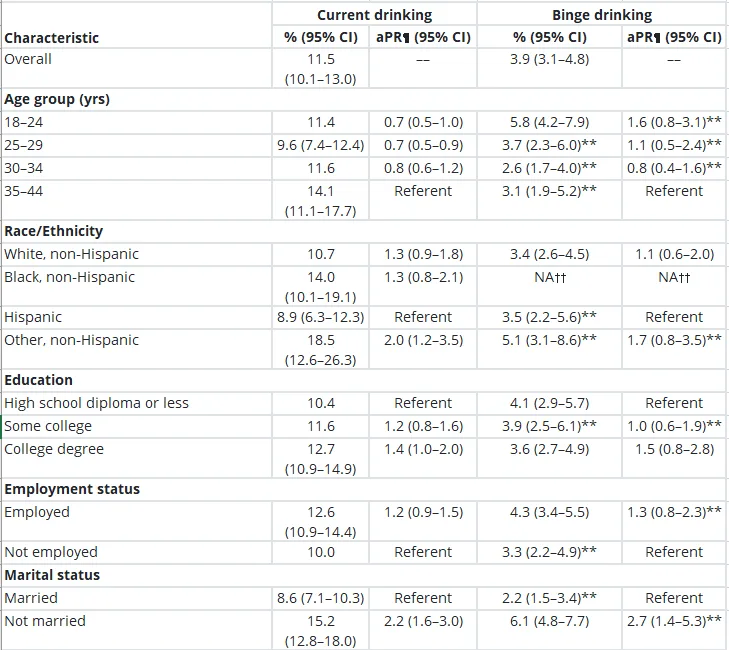 Current drinking Binge drinking
Characteristic % (95% CI) aPR¶ (95% CI) % (95% CI) aPR¶ (95% CI)
Overall 11.5 –– 3.9 (3.1–4.8) ––
(10.1–13.0)
Age group (yrs)
18–24 11.4 0.7 (0.5–1.0) 5.8 (4.2–7.9) 1.6 (0.8–3.1)**
25–29 9.6 (7.4–12.4) 0.7 (0.5–0.9) 3.7 (2.3–6.0)** 1.1 (0.5–2.4)**
30–34 11.6 0.8 (0.6–1.2) 2.6 (1.7–4.0)** 0.8 (0.4–1.6)**
35–44 14.1 Referent 3.1 (1.9–5.2)** Referent
(11.1–17.7)
Race/Ethnicity
White, non-Hispanic 10.7 1.3 (0.9–1.8) 3.4 (2.6–4.5) 1.1 (0.6–2.0)
Black, non-Hispanic 14.0 1.3 (0.8–2.1) NA†† NA††
(10.1–19.1)
Hispanic 8.9 (6.3–12.3) Referent 3.5 (2.2–5.6)** Referent
Other, non-Hispanic 18.5 2.0 (1.2–3.5) 5.1 (3.1–8.6)** 1.7 (0.8–3.5)**
(12.6–26.3)
Education
High school diploma or less 10.4 Referent 4.1 (2.9–5.7) Referent
Some college 11.6 1.2 (0.8–1.6) 3.9 (2.5–6.1)** 1.0 (0.6–1.9)**
College degree 12.7 1.4 (1.0–2.0) 3.6 (2.7–4.9) 1.5 (0.8–2.8)
(10.9–14.9)
Employment status
Employed 12.6 1.2 (0.9–1.5) 4.3 (3.4–5.5) 1.3 (0.8–2.3)**
(10.9–14.4)
Not employed 10.0 Referent 3.3 (2.2–4.9)** Referent
Marital status
Married 8.6 (7.1–10.3) Referent 2.2 (1.5–3.4)** Referent
Not married 15.2 2.2 (1.6–3.0) 6.1 (4.8–7.7) 2.7 (1.4–5.3)**
(12.8–18.0)